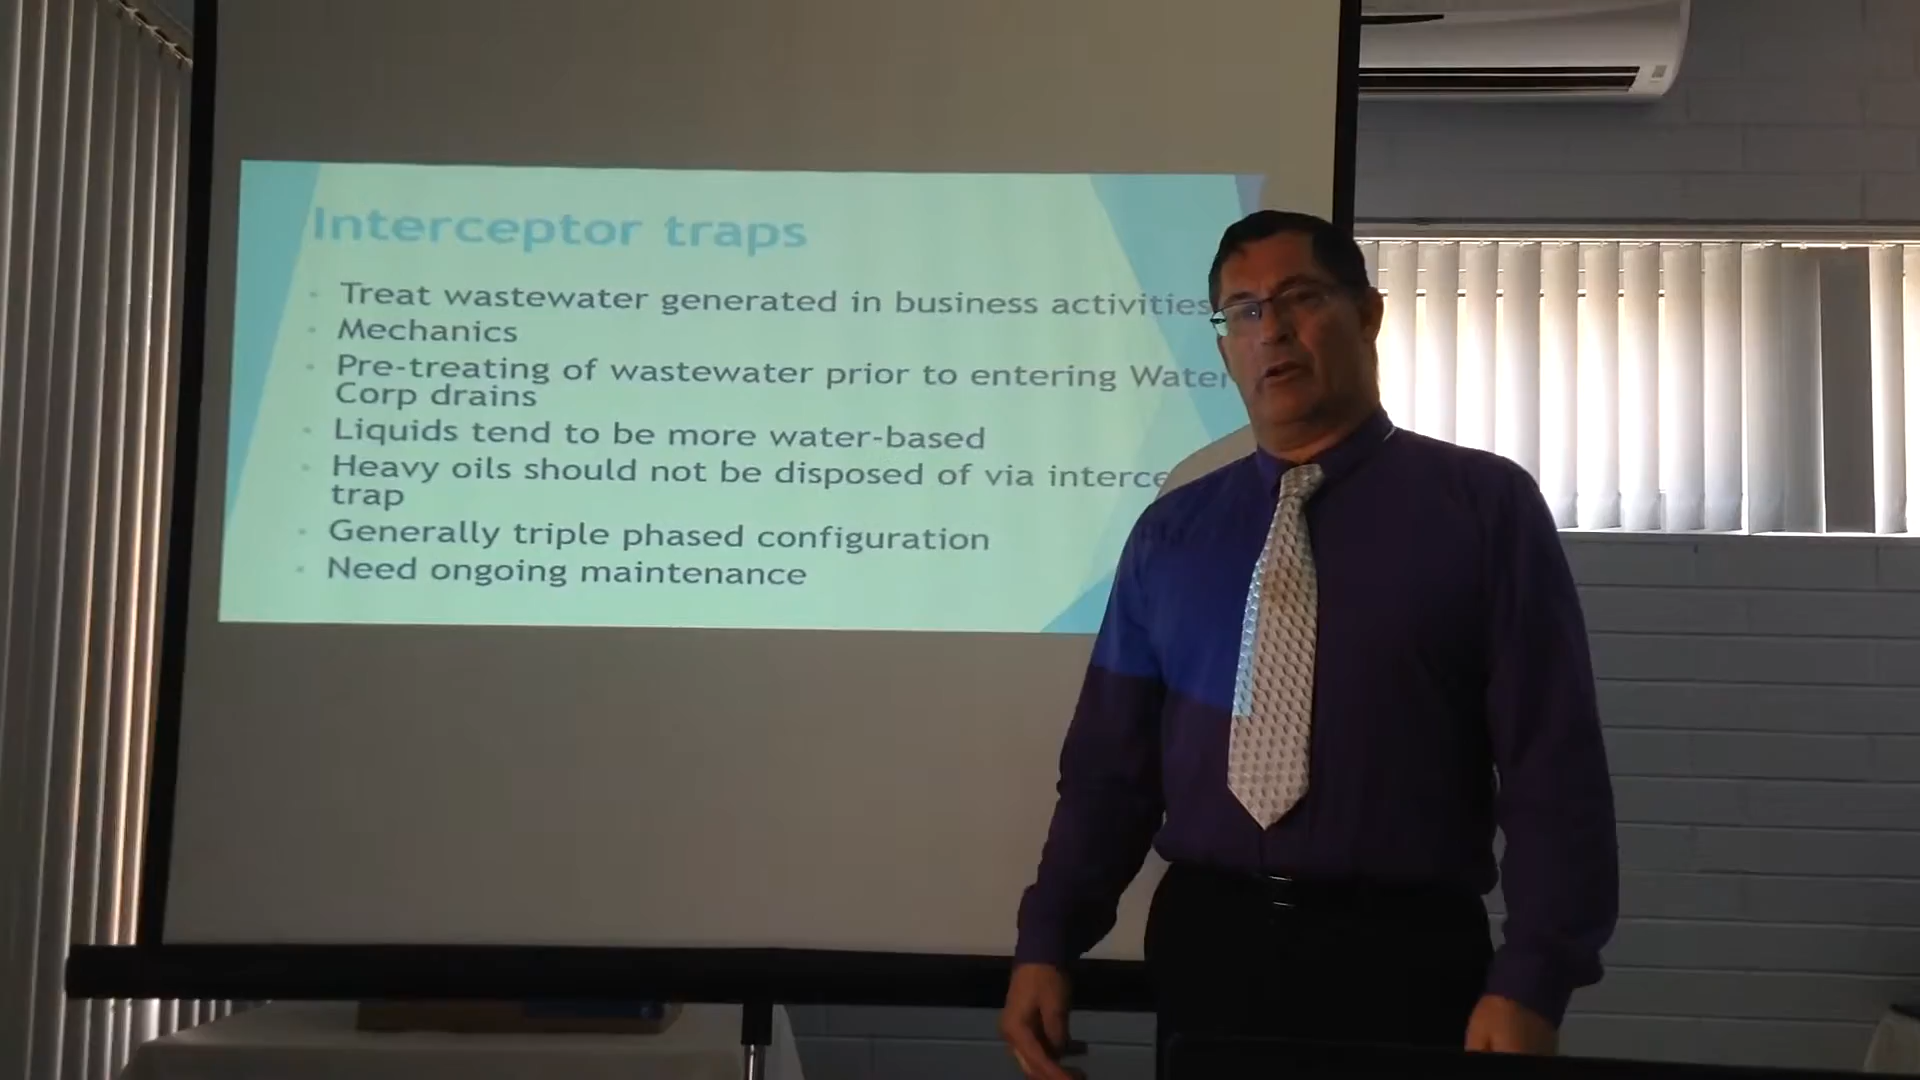 Interceptor traps
Treat wastewater generated in business activities
Mechanics
Pre-treating of wastewater prior to entering Water
Corp drains
Liquids tend to be more water-based
Heavy oils should not be disposed of via
trap
Generally triple phased configuration
Need ongoing maintenance